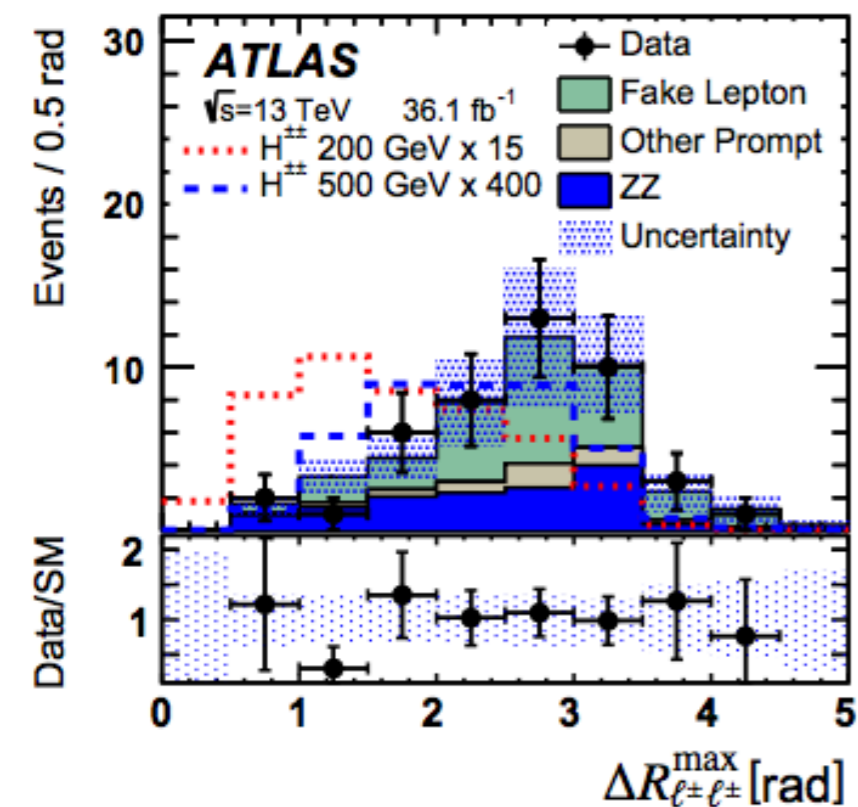 Events / 0.5 rad
30
20
10
ATLAS
√s=13 TeV 36.1 fb⁻¹
H±± 200 GeV x 15
H±± 500 GeV x 400
Data
Fake Lepton
Other Prompt
ZZ
Uncertainty
Data/SM
2
1
0 1 2 3 4 5
ΔR^max_ℓ±ℓ± [rad]